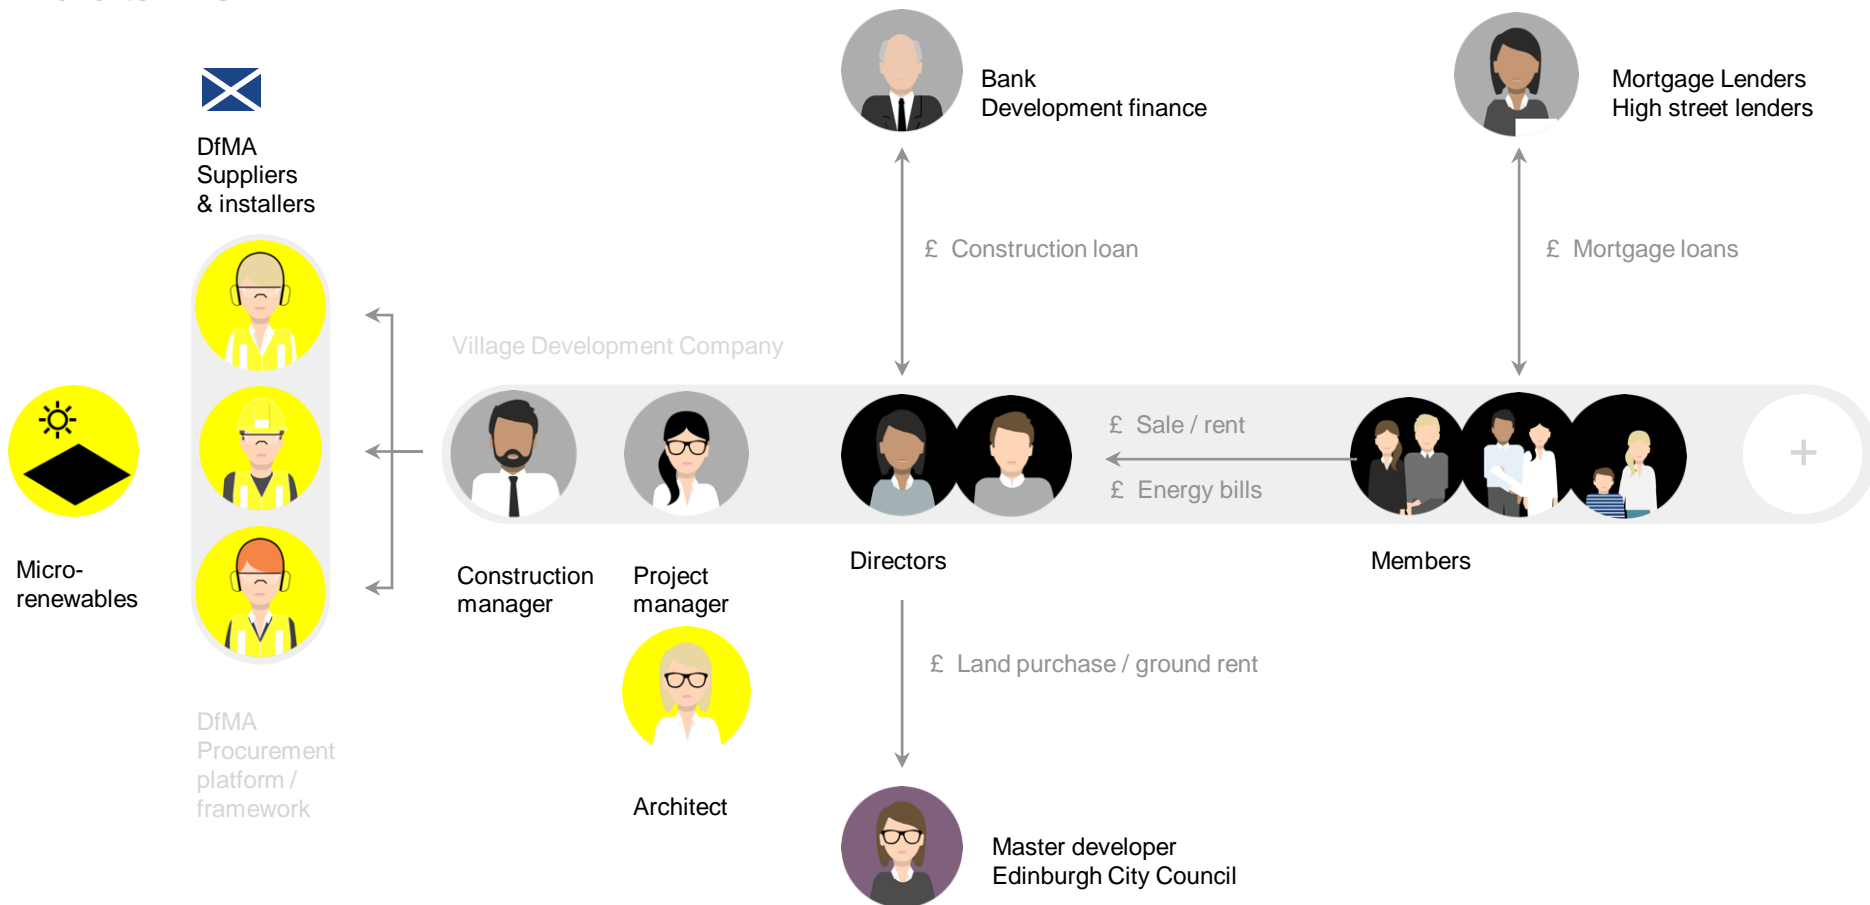 DfMA
Suppliers
& installers
Bank
Development finance
Mortgage Lenders
High street lenders
£ Construction loan
£ Mortgage loans
Village Development Company
£ Sale / rent
£ Energy bills
Micro-
renewables
Construction
manager
Project
manager
Directors
Members
£ Land purchase / ground rent
DfMA
Procurement
platform /
framework
Architect
Master developer
Edinburgh City Council
+